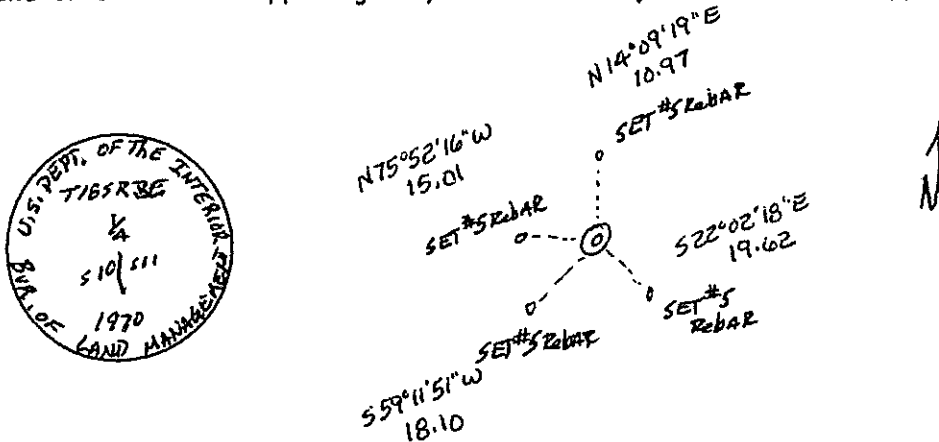 N14°09'19"E
10.97
SET #5 RebAR
N75°52'16"W
15.01
SET #5 RebAR
S22°02'18"E
19.62
SET #5
RebAR
SET #5 RebAR
S59°11'51"W
18.10
N
U.S. DEPT. OF THE INTERIOR
1/4
S10 | S11
1970
BUR. OF LAND MANAGEMENT